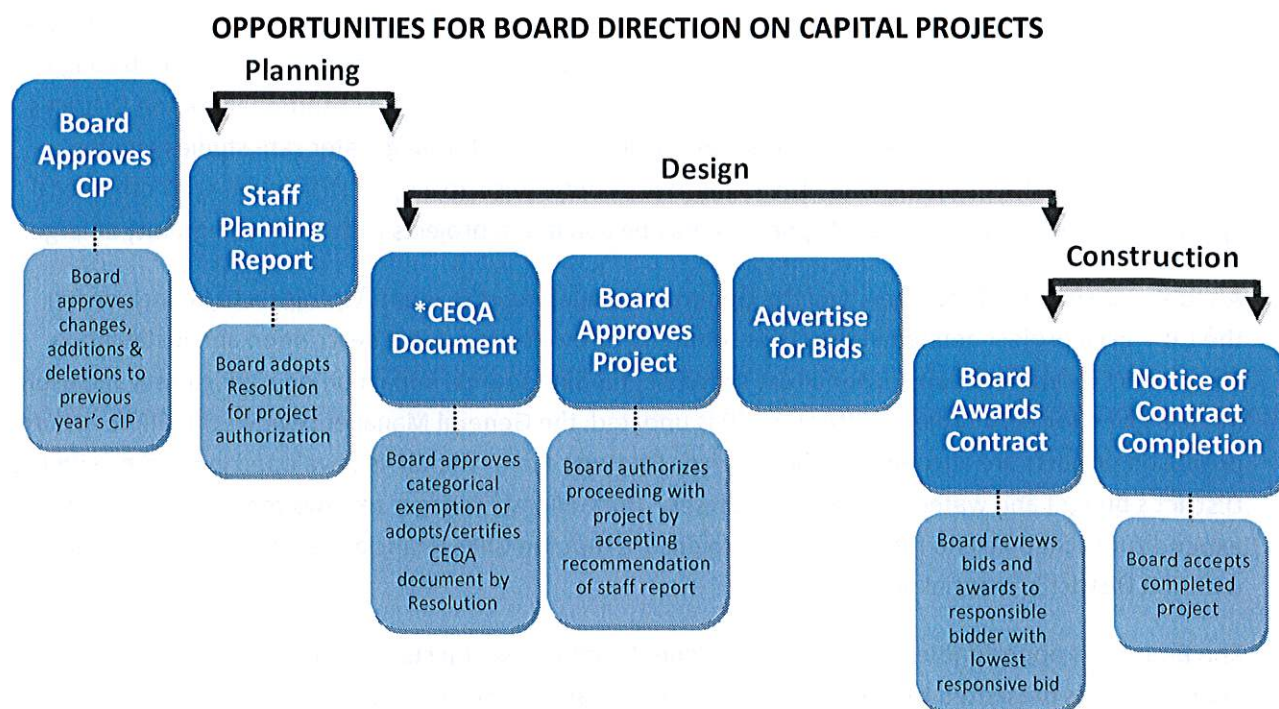 OPPORTUNITIES FOR BOARD DIRECTION ON CAPITAL PROJECTS
Planning
Design
Construction
Board
Approves
CIP
Board
approves
changes,
additions &
deletions to
previous
year's CIP
Staff
Planning
Report
Board adopts
Resolution
for project
authorization
*CEQA
Document
Board approves
categorical
exemption or
adopts/certifies
CEQA
document by
Resolution
Board
Approves
Project
Board authorizes
proceeding with
project by
accepting
recommendation
of staff report
Advertise
for Bids
Board
Awards
Contract
Board reviews
bids and
awards to
responsible
bidder with
lowest
responsive bid
Notice of
Contract
Completion
Board accepts
completed
project